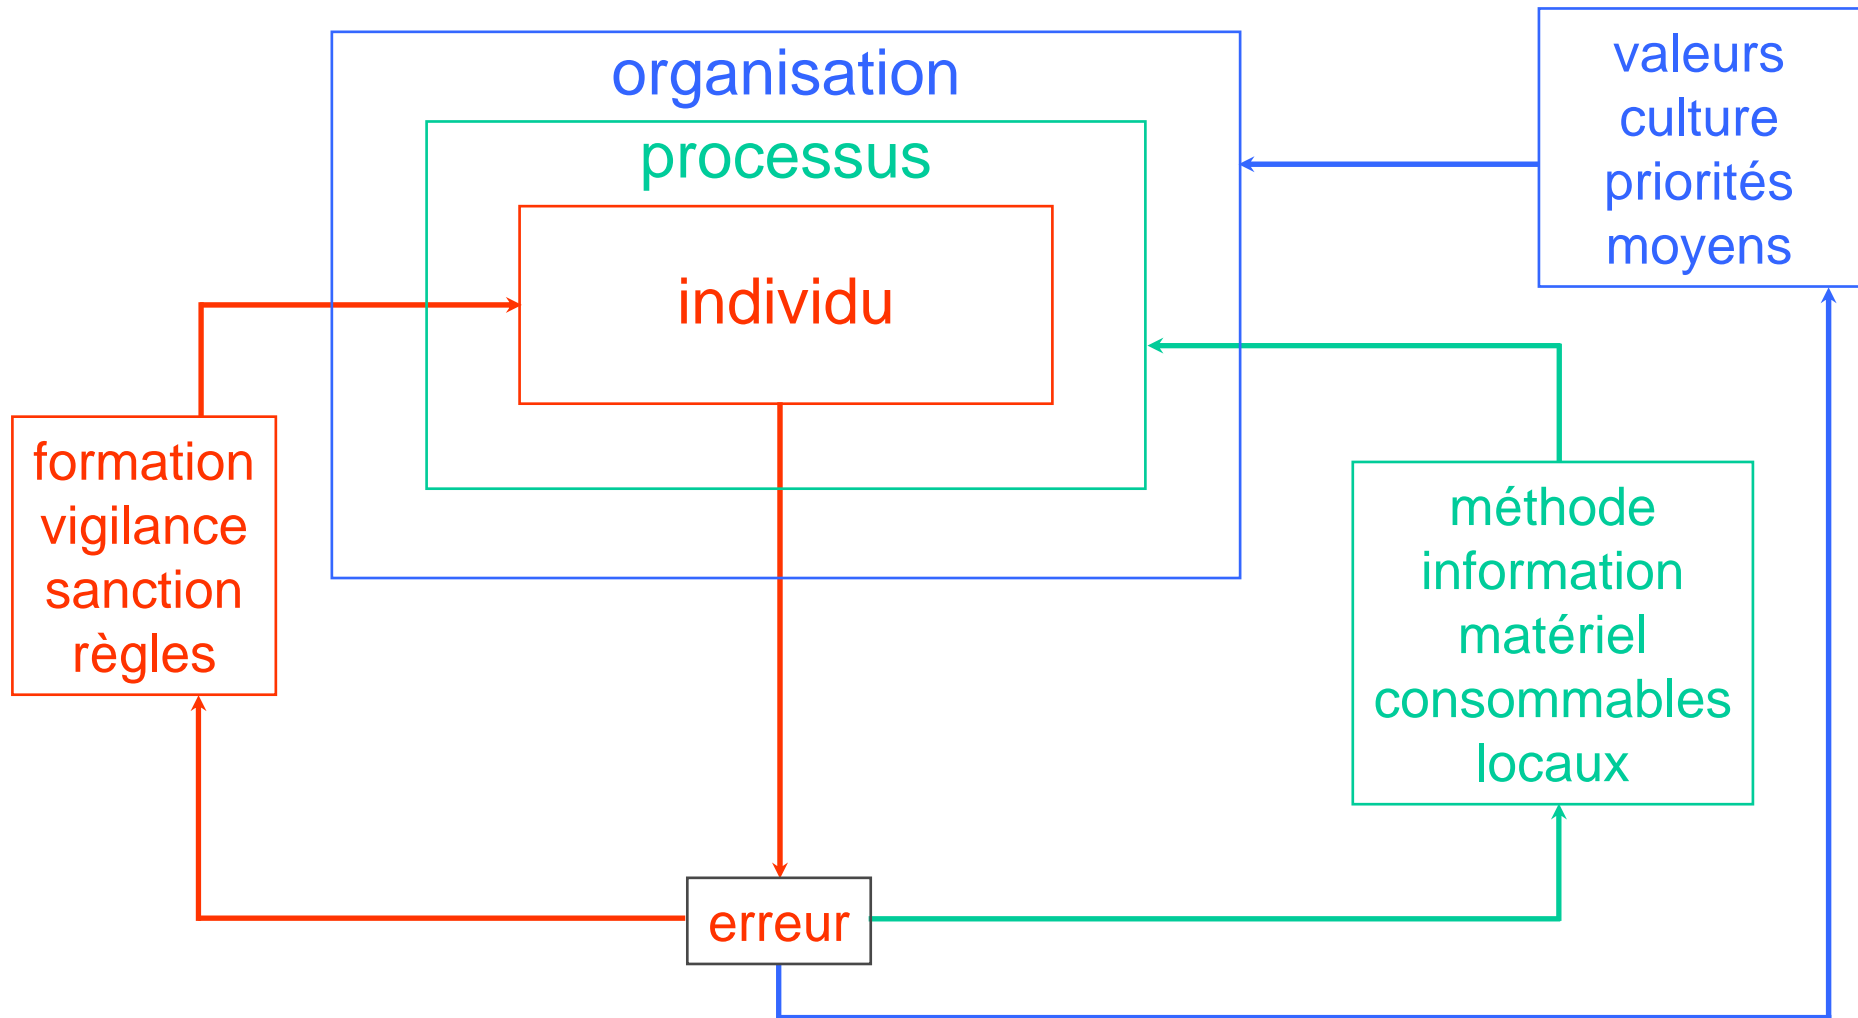 organisation
processus
individu
valeurs
culture
priorités
moyens
formation
vigilance
sanction
règles
méthode
information
matériel
consommables
locaux
erreur